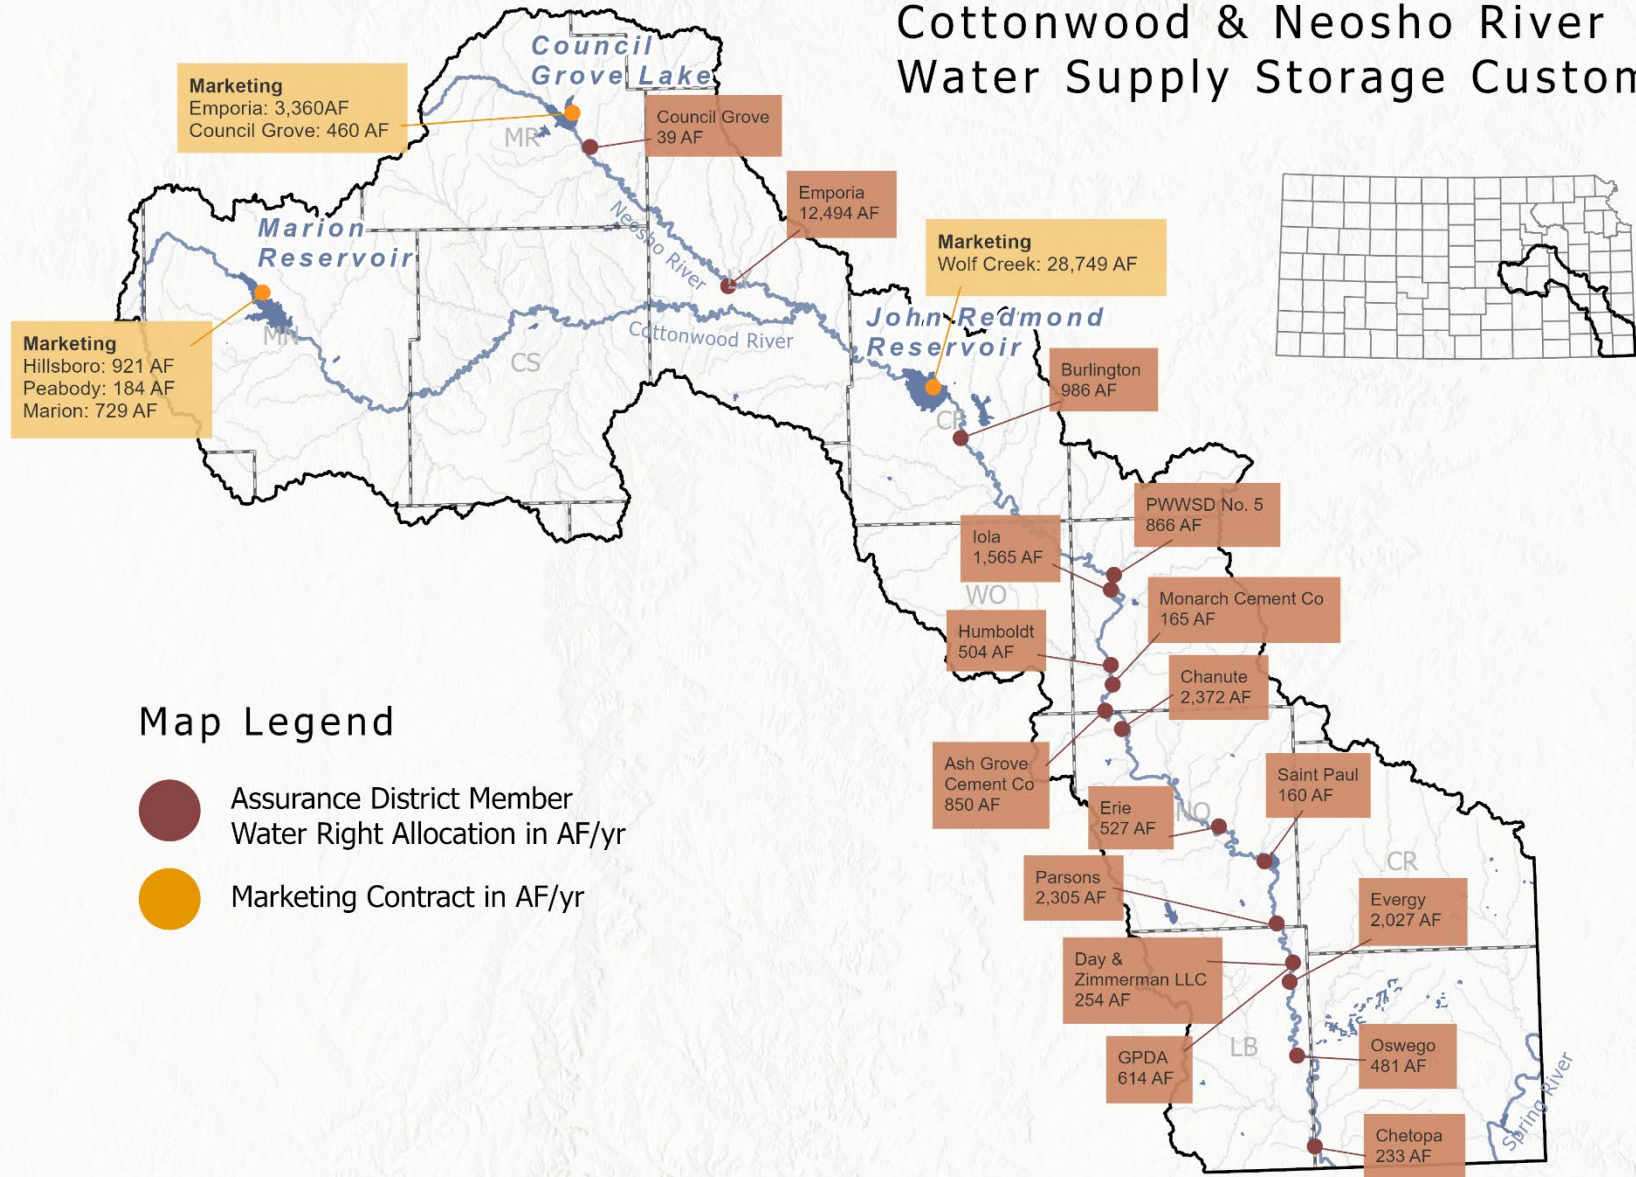 Cottonwood & Neosho River
Water Supply Storage Custom
Council
Grove Lake
Marketing
Emporia: 3,360AF
Council Grove: 460 AF
MR
Council Grove
39 AF
Emporia
12,494 AF
Neosho River
LY
Marion
Reservoir
Marketing
Hillsboro: 921 AF
Peabody: 184 AF
Marion: 729 AF
MN
CS
Cottonwood River
Marketing
Wolf Creek: 28,749 AF
John Redmond
Reservoir
Burlington
986 AF
CF
PWWSD No. 5
866 AF
Iola
1,565 AF
WO
Monarch Cement Co
165 AF
Humboldt
504 AF
Chanute
2,372 AF
Ash Grove
Cement Co
850 AF
Saint Paul
160 AF
Erie
527 AF
NO
CR
Parsons
2,305 AF
Evergy
2,027 AF
Day &
Zimmerman LLC
254 AF
GPDA
614 AF
LB
Oswego
481 AF
Spring River
Chetopa
233 AF
Map Legend
Assurance District Member
Water Right Allocation in AF/yr
Marketing Contract in AF/yr